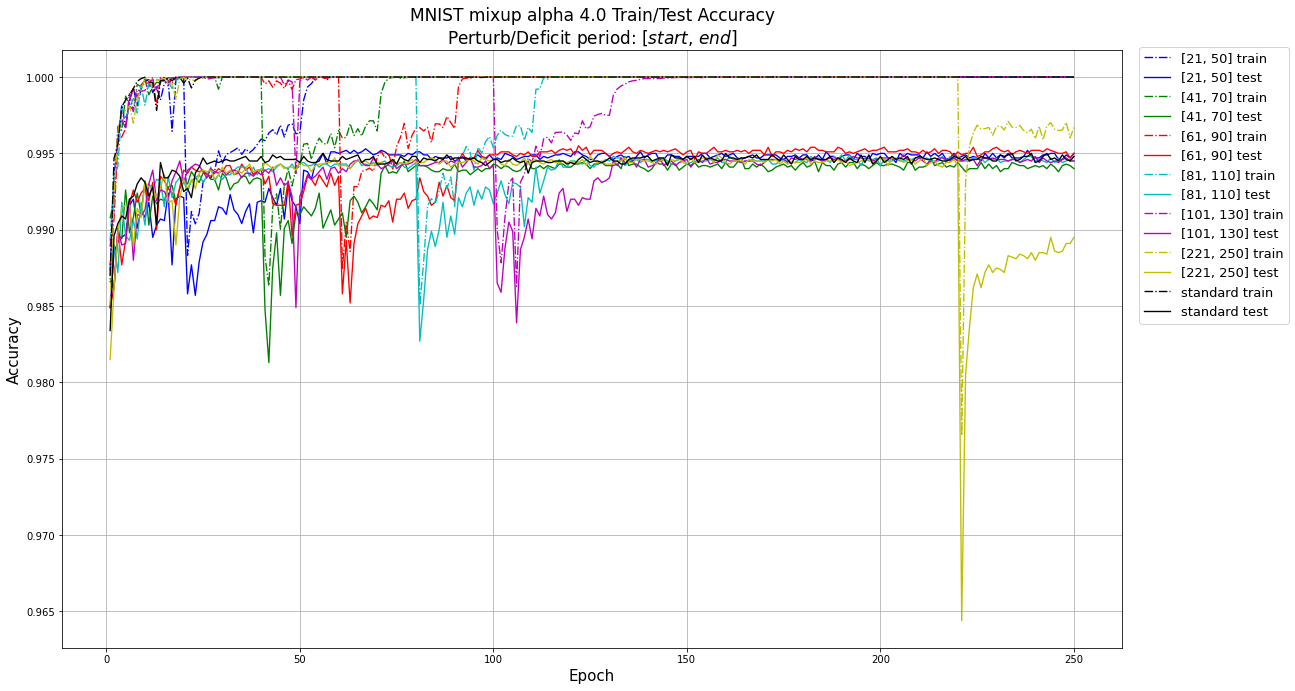 MNIST mixup alpha 4.0 Train/Test Accuracy
Perturb/Deficit period: [start, end]
Accuracy
1.000
0.995
0.990
0.985
0.980
0.975
0.970
0.965
0
50
100
150
200
250
Epoch
[21, 50] train
[21, 50] test
[41, 70] train
[41, 70] test
[61, 90] train
[61, 90] test
[81, 110] train
[81, 110] test
[101, 130] train
[101, 130] test
[221, 250] train
[221, 250] test
standard train
standard test